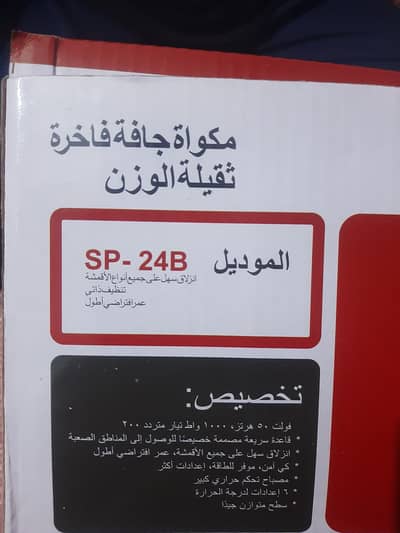 مكواة جافة فاخرة
ثقيلة الوزن
الموديل SP- 24B
انزلاق سهل على جميع أنواع الأقمشة
تنظيف ذاتى
عمر افتراضي أطول
تخصيص:
• فولت ٥٠ هرتز، ١٠٠٠ واط تيار متردد ٢٠٠
• قاعدة سريعة مصممة خصيصًا للوصول إلى المناطق الصعبة
• انزلاق سهل على جميع الأقمشة، عمر افتراضي أطول
• كي آمن، موفر للطاقة، إعدادات أكثر
• مصباح تحكم حراري كبير
• ٦ إعدادات لدرجة الحرارة
• سطح متوازن جيدًا